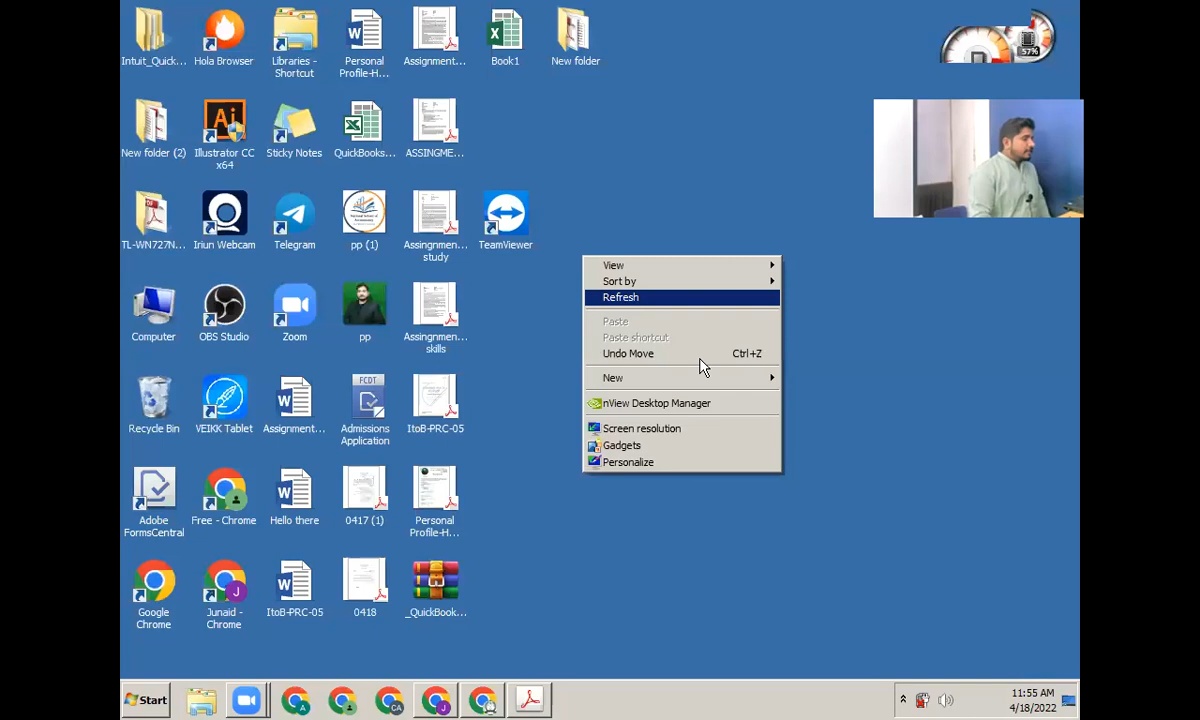 Intuit_Quick...
Hola Browser
Libraries -
Shortcut
Personal
Profile-H...
Assignment...
Book1
New folder
57%
New folder (2)
Illustrator CC
x64
Sticky Notes
QuickBooks...
ASSINGME...
TL-WN727N...
Iriun Webcam
Telegram
pp (1)
Assingnmen...
study
TeamViewer
Computer
OBS Studio
Zoom
pp
Assingnmen...
skills
Recycle Bin
VEIKK Tablet
Assignment...
FCDT
Admissions
Application
ItoB-PRC-05
Adobe
FormsCentral
Free - Chrome
Hello there
0417 (1)
Personal
Profile-H...
Google
Chrome
Junaid -
Chrome
ItoB-PRC-05
0418
_QuickBook...
View
Sort by
Refresh
Paste
Paste shortcut
Undo Move Ctrl+Z
New
nView Desktop Manager
Screen resolution
Gadgets
Personalize
Start
11:55 AM
4/18/2022